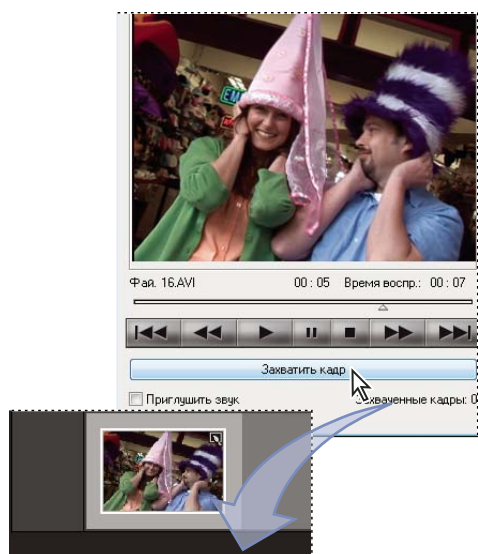 Фай. 16.AVI 00 : 05 Время воспр.: 00 : 07
Захватить кадр
Приглушить звук Захваченные кадры: 0